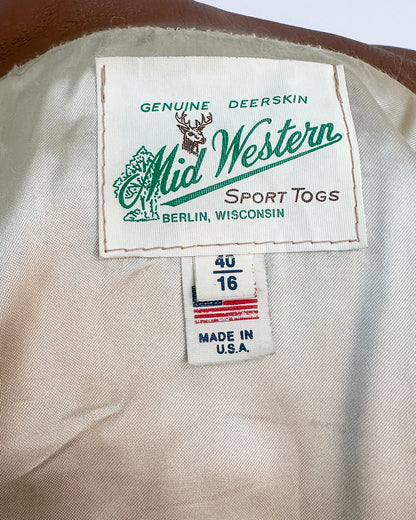 GENUINE DEERSKIN
Mid Western
SPORT TOGS
BERLIN, WISCONSIN
40
16
MADE IN
U.S.A.